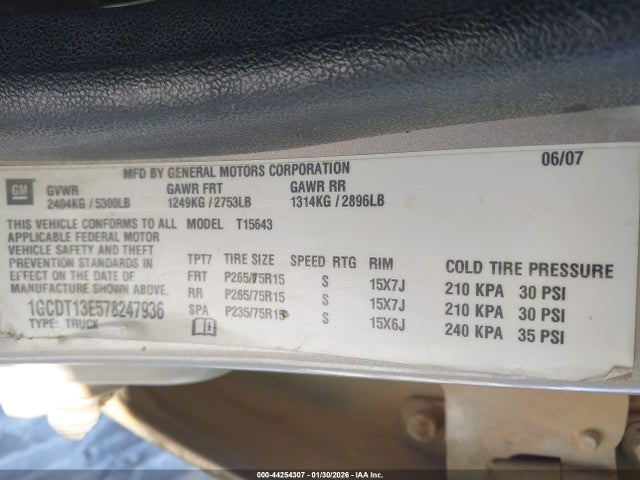 MFD BY GENERAL MOTORS CORPORATION 06/07
GM GVWR GAWR FRT GAWR RR
2404KG / 5300LB 1249KG / 2753LB 1314KG / 2896LB
THIS VEHICLE CONFORMS TO ALL MODEL T15643
APPLICABLE FEDERAL MOTOR
VEHICLE SAFETY AND THEFT
PREVENTION STANDARDS IN
EFFECT ON THE DATE OF
MANUFACTURE SHOWN ABOVE.
1GCDT13E578247936
TYPE: TRUCK
TPT7 TIRE SIZE SPEED RTG RIM COLD TIRE PRESSURE
FRT P265/75R15 S 15X7J 210 KPA 30 PSI
RR P265/75R15 S 15X7J 210 KPA 30 PSI
SPA P235/75R15 S 15X6J 240 KPA 35 PSI
000-44254307 - 01/30/2026 - IAA Inc.